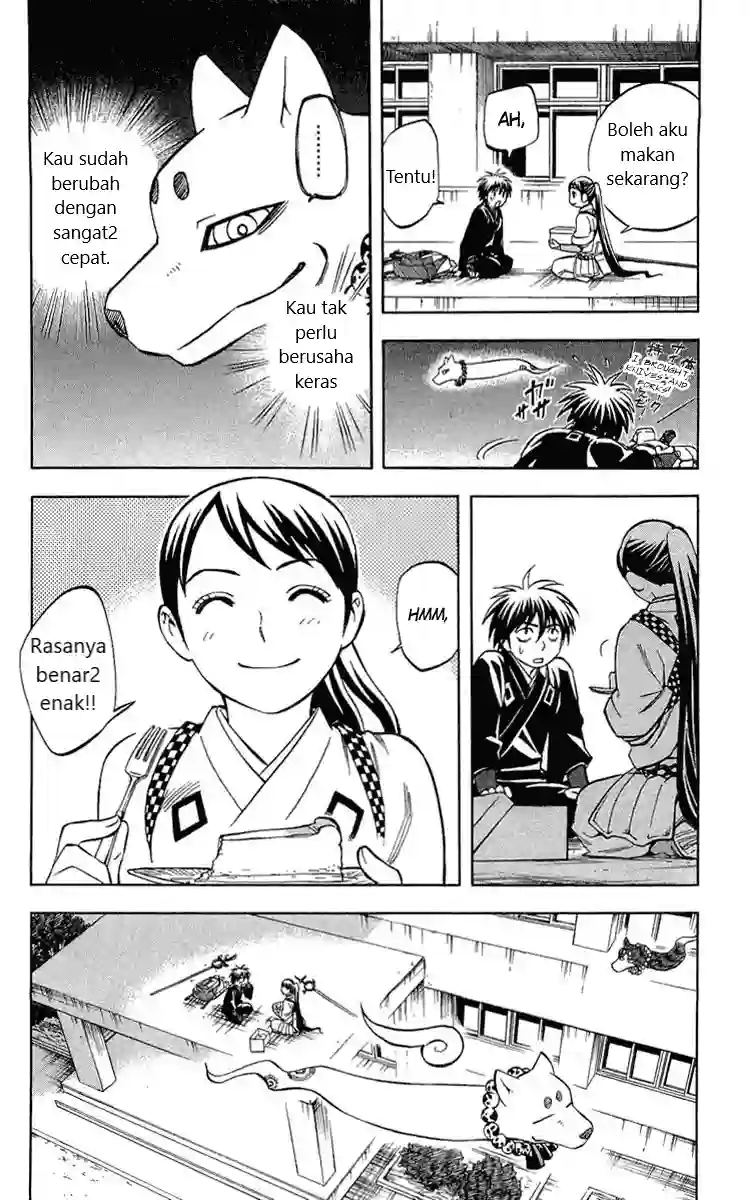 Boleh aku
makan
sekarang?
AH,
Tentu!
........
Kau sudah
berubah
dengan
sangat2
cepat.
Kau tak
perlu
berusaha
keras
I BROUGHT
KNIVES AND
FORKS!
HMM,
Rasanya
benar2
enak!!